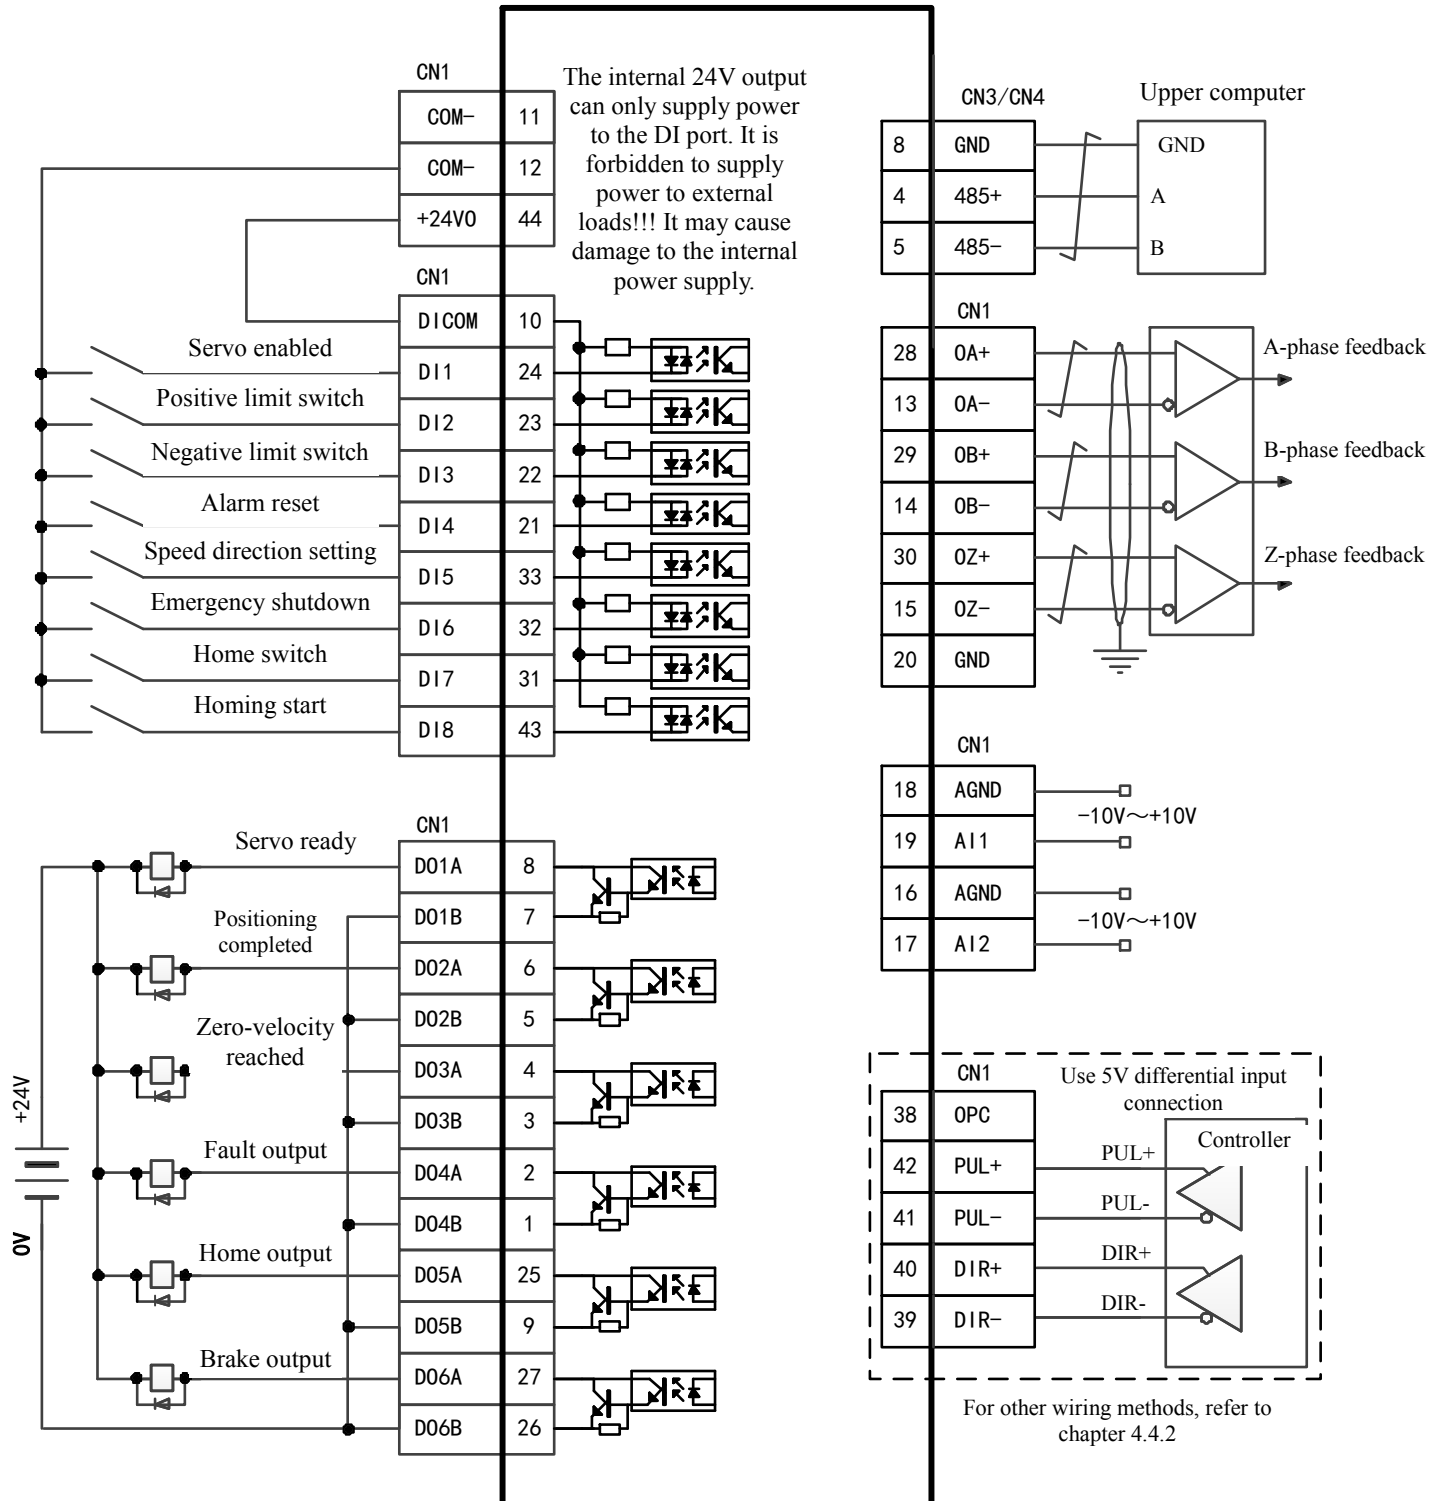 CN1
COM- 11
COM- 12
+24VO 44
The internal 24V output
can only supply power
to the DI port. It is
forbidden to supply
power to external
loads!!! It may cause
damage to the internal
power supply.
CN1
DICOM 10
Servo enabled
DI1 24
Positive limit switch
DI2 23
Negative limit switch
DI3 22
Alarm reset
DI4 21
Speed direction setting
DI5 33
Emergency shutdown
DI6 32
Home switch
DI7 31
Homing start
DI8 43
CN1
Servo ready
DO1A 8
DO1B 7
Positioning
completed
DO2A 6
DO2B 5
Zero-velocity
reached
DO3A 4
DO3B 3
Fault output
DO4A 2
DO4B 1
Home output
DO5A 25
DO5B 9
Brake output
DO6A 27
DO6B 26
+24V
0V
CN3/CN4
Upper computer
8 GND GND
4 485+ A
5 485- B
CN1
28 OA+
A-phase feedback
13 OA-
29 OB+
B-phase feedback
14 OB-
30 OZ+
Z-phase feedback
15 OZ-
20 GND
CN1
18 AGND
-10V～+10V
19 AI1
16 AGND
-10V～+10V
17 AI2
CN1
Use 5V differential input
connection
38 OPC
Controller
42 PUL+ PUL+
41 PUL- PUL-
40 DIR+ DIR+
39 DIR- DIR-
For other wiring methods, refer to
chapter 4.4.2